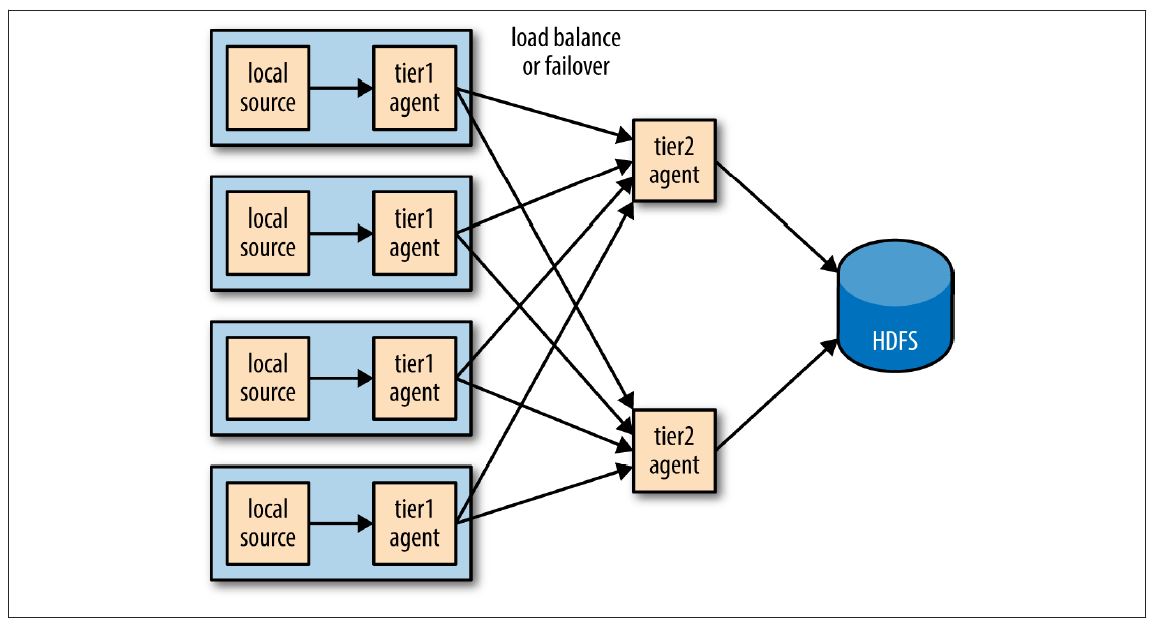 load balance
or failover
local
source
tier1
agent
local
source
tier1
agent
local
source
tier1
agent
local
source
tier1
agent
tier2
agent
tier2
agent
HDFS